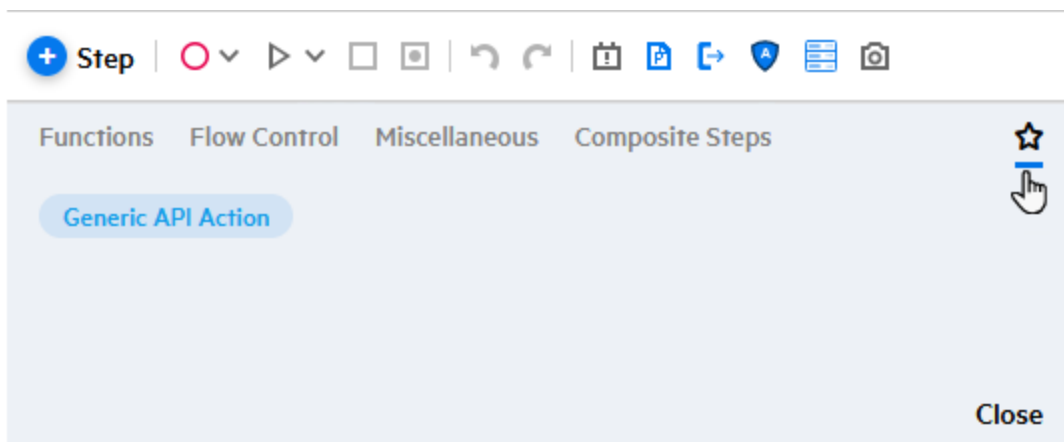 Step
Functions Flow Control Miscellaneous Composite Steps
Generic API Action
Close